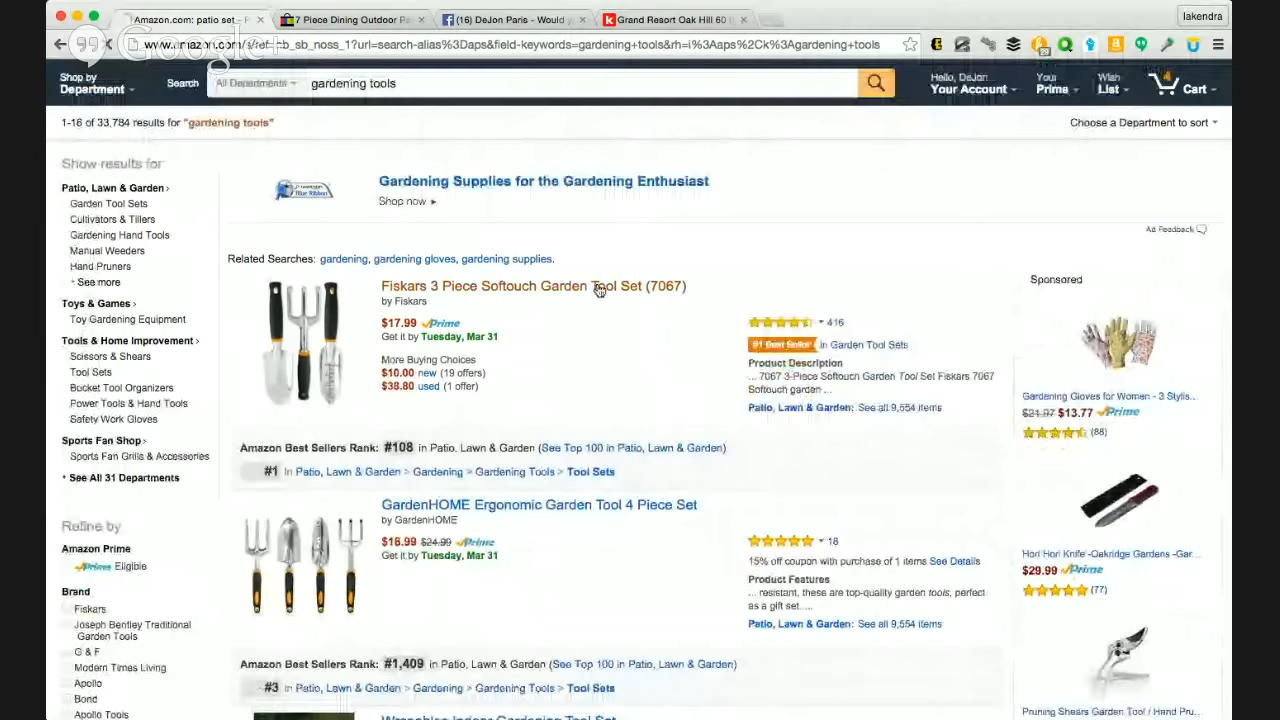 Amazon.com: patio set - P
7 Piece Dining Outdoor Pa
(16) DeJon Paris - Would y
Grand Resort Oak Hill 60 t
lakendra
Google+
field-keywords=gardening+tools&rh=i%3Aaps%2Ck%3Agardening+tools
Shop by
Department
Search
All Departments
gardening tools
Hello, DeJon
Your Account
Your
Prime
Wish
List
4
Cart
1-16 of 33,784 results for "gardening tools"
Choose a Department to sort
Show results for
Patio, Lawn & Garden
Garden Tool Sets
Cultivators & Tillers
Gardening Hand Tools
Manual Weeders
Hand Pruners
+ See more
Toys & Games
Toy Gardening Equipment
Tools & Home Improvement
Scissors & Shears
Tool Sets
Bucket Tool Organizers
Power Tools & Hand Tools
Safety Work Gloves
Sports Fan Shop
Sports Fan Grills & Accessories
+ See All 31 Departments
Refine by
Amazon Prime
Prime Eligible
Brand
Fiskars
Joseph Bentley Traditional
Garden Tools
G & F
Modern Times Living
Apollo
Bond
Apollo Tools
Blue Ribbon
Gardening Supplies for the Gardening Enthusiast
Shop now
Ad Feedback
Related Searches: gardening, gardening gloves, gardening supplies.
Fiskars 3 Piece Softouch Garden Tool Set (7067)
by Fiskars
$17.99 Prime
Get it by Tuesday, Mar 31
More Buying Choices
$10.00 new (19 offers)
$38.80 used (1 offer)
416
#1 Best Seller in Garden Tool Sets
Product Description
... 7067 3-Piece Softouch Garden Tool Set Fiskars 7067
Softouch garden ...
Patio, Lawn & Garden: See all 9,554 items
Amazon Best Sellers Rank: #108 in Patio, Lawn & Garden (See Top 100 in Patio, Lawn & Garden)
#1 in Patio, Lawn & Garden > Gardening > Gardening Tools > Tool Sets
GardenHOME Ergonomic Garden Tool 4 Piece Set
by GardenHOME
$16.99 $24.99 Prime
Get it by Tuesday, Mar 31
18
15% off coupon with purchase of 1 items See Details
Product Features
... resistant, these are top-quality garden tools, perfect
as a gift set....
Patio, Lawn & Garden: See all 9,554 items
Amazon Best Sellers Rank: #1,409 in Patio, Lawn & Garden (See Top 100 in Patio, Lawn & Garden)
#3 in Patio, Lawn & Garden > Gardening > Gardening Tools > Tool Sets
Sponsored
Gardening Gloves for Women - 3 Stylis...
$21.97 $13.77 Prime
(88)
Hori Hori Knife -Oakridge Gardens -Gar...
$29.99 Prime
(77)
Pruning Shears Garden Tool / Hand Pru...